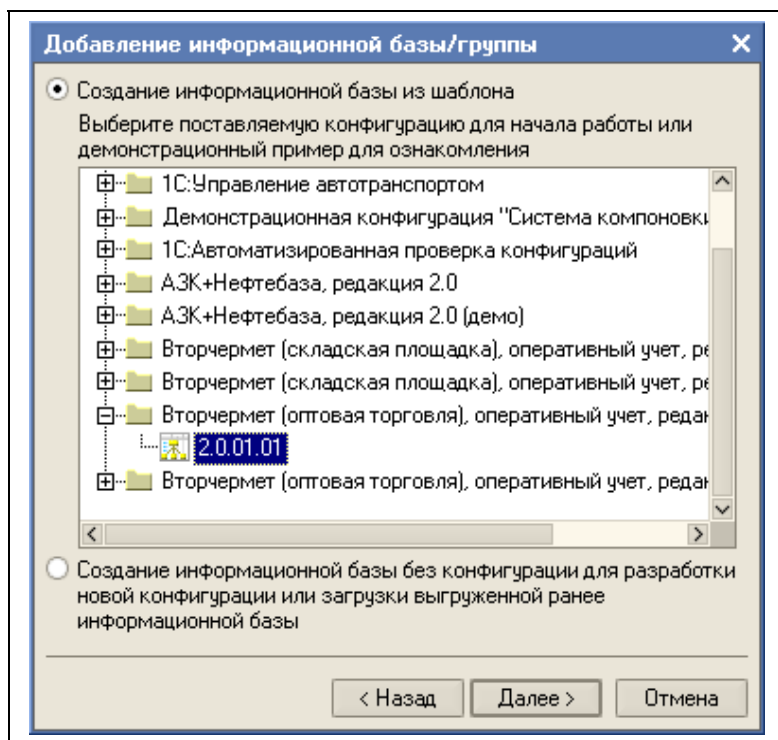 Добавление информационной базы/группы
Создание информационной базы из шаблона
Выберите поставляемую конфигурацию для начала работы или
демонстрационный пример для ознакомления
1С:Управление автотранспортом
Демонстрационная конфигурация "Система компоновки
1С:Автоматизированная проверка конфигураций
АЗК+Нефтебаза, редакция 2.0
АЗК+Нефтебаза, редакция 2.0 (демо)
Вторчермет (складская площадка), оперативный учет, ре
Вторчермет (складская площадка), оперативный учет, ре
Вторчермет (оптовая торговля), оперативный учет, редак
2.0.01.01
Вторчермет (оптовая торговля), оперативный учет, редак
Создание информационной базы без конфигурации для разработки
новой конфигурации или загрузки выгруженной ранее
информационной базы
< Назад Далее > Отмена